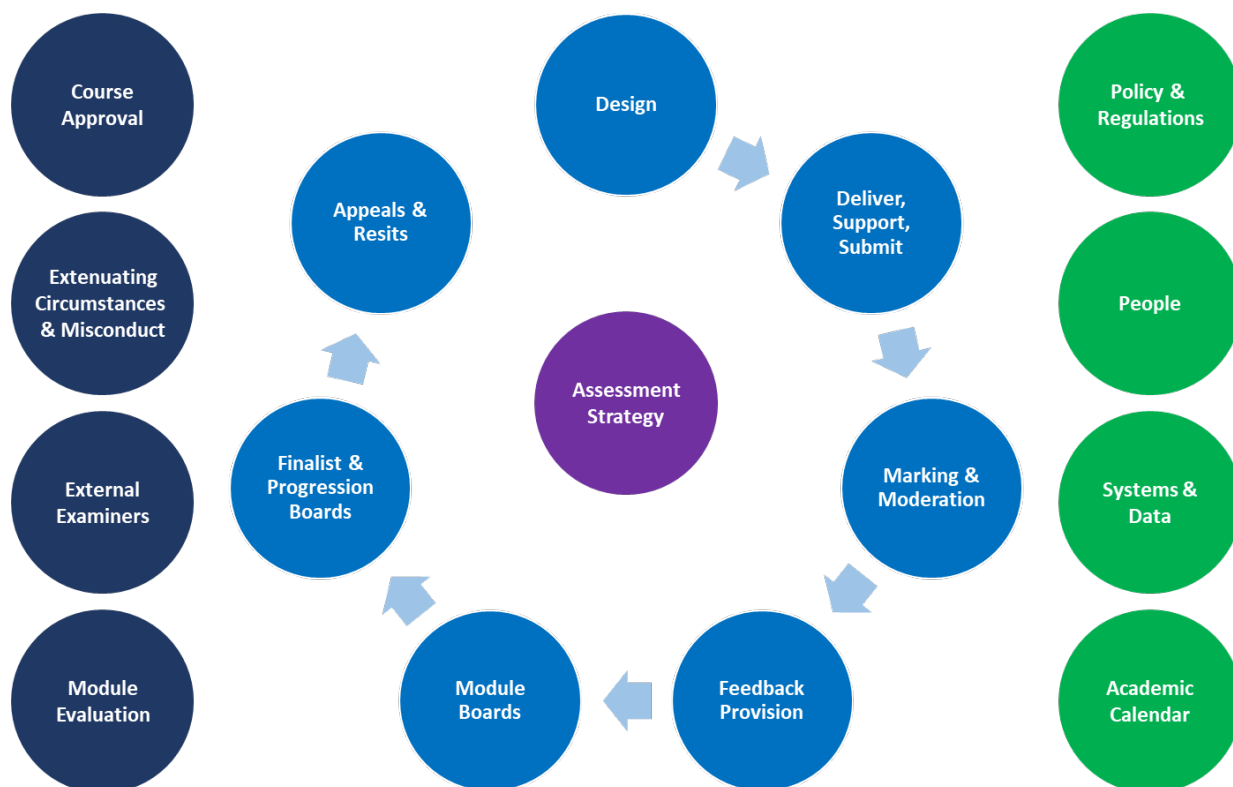 Course
Approval
Extenuating
Circumstances
& Misconduct
External
Examiners
Module
Evaluation
Design
Deliver,
Support,
Submit
Marking &
Moderation
Feedback
Provision
Module
Boards
Finalist &
Progression
Boards
Appeals &
Resits
Assessment
Strategy
Policy &
Regulations
People
Systems &
Data
Academic
Calendar